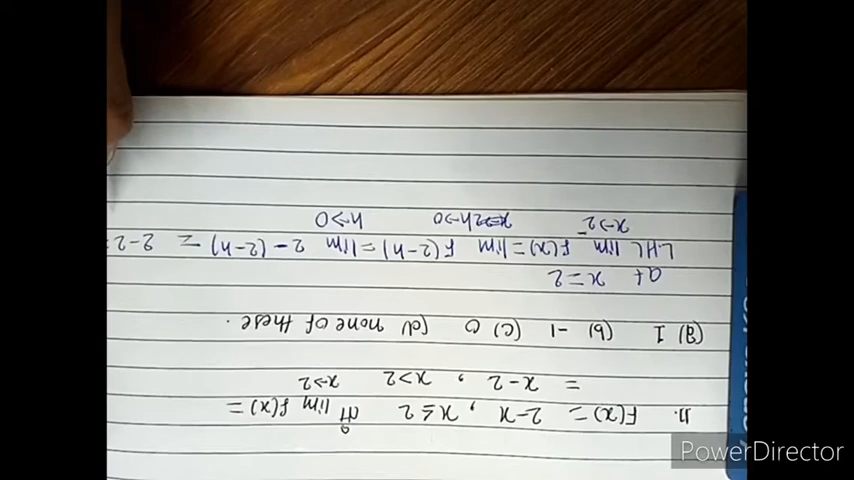 11. F(x) = 2-x , x ≤ 2 lim f(x) =
= x-2 , x>2 x→2
(a) 1 (b) -1 (c) 0 (d) none of these.
at x=2
LHL lim f(x) = lim F(2-h) = lim 2-(2-h) = 2-2
x→2⁻ h→0 h→0
PowerDirector